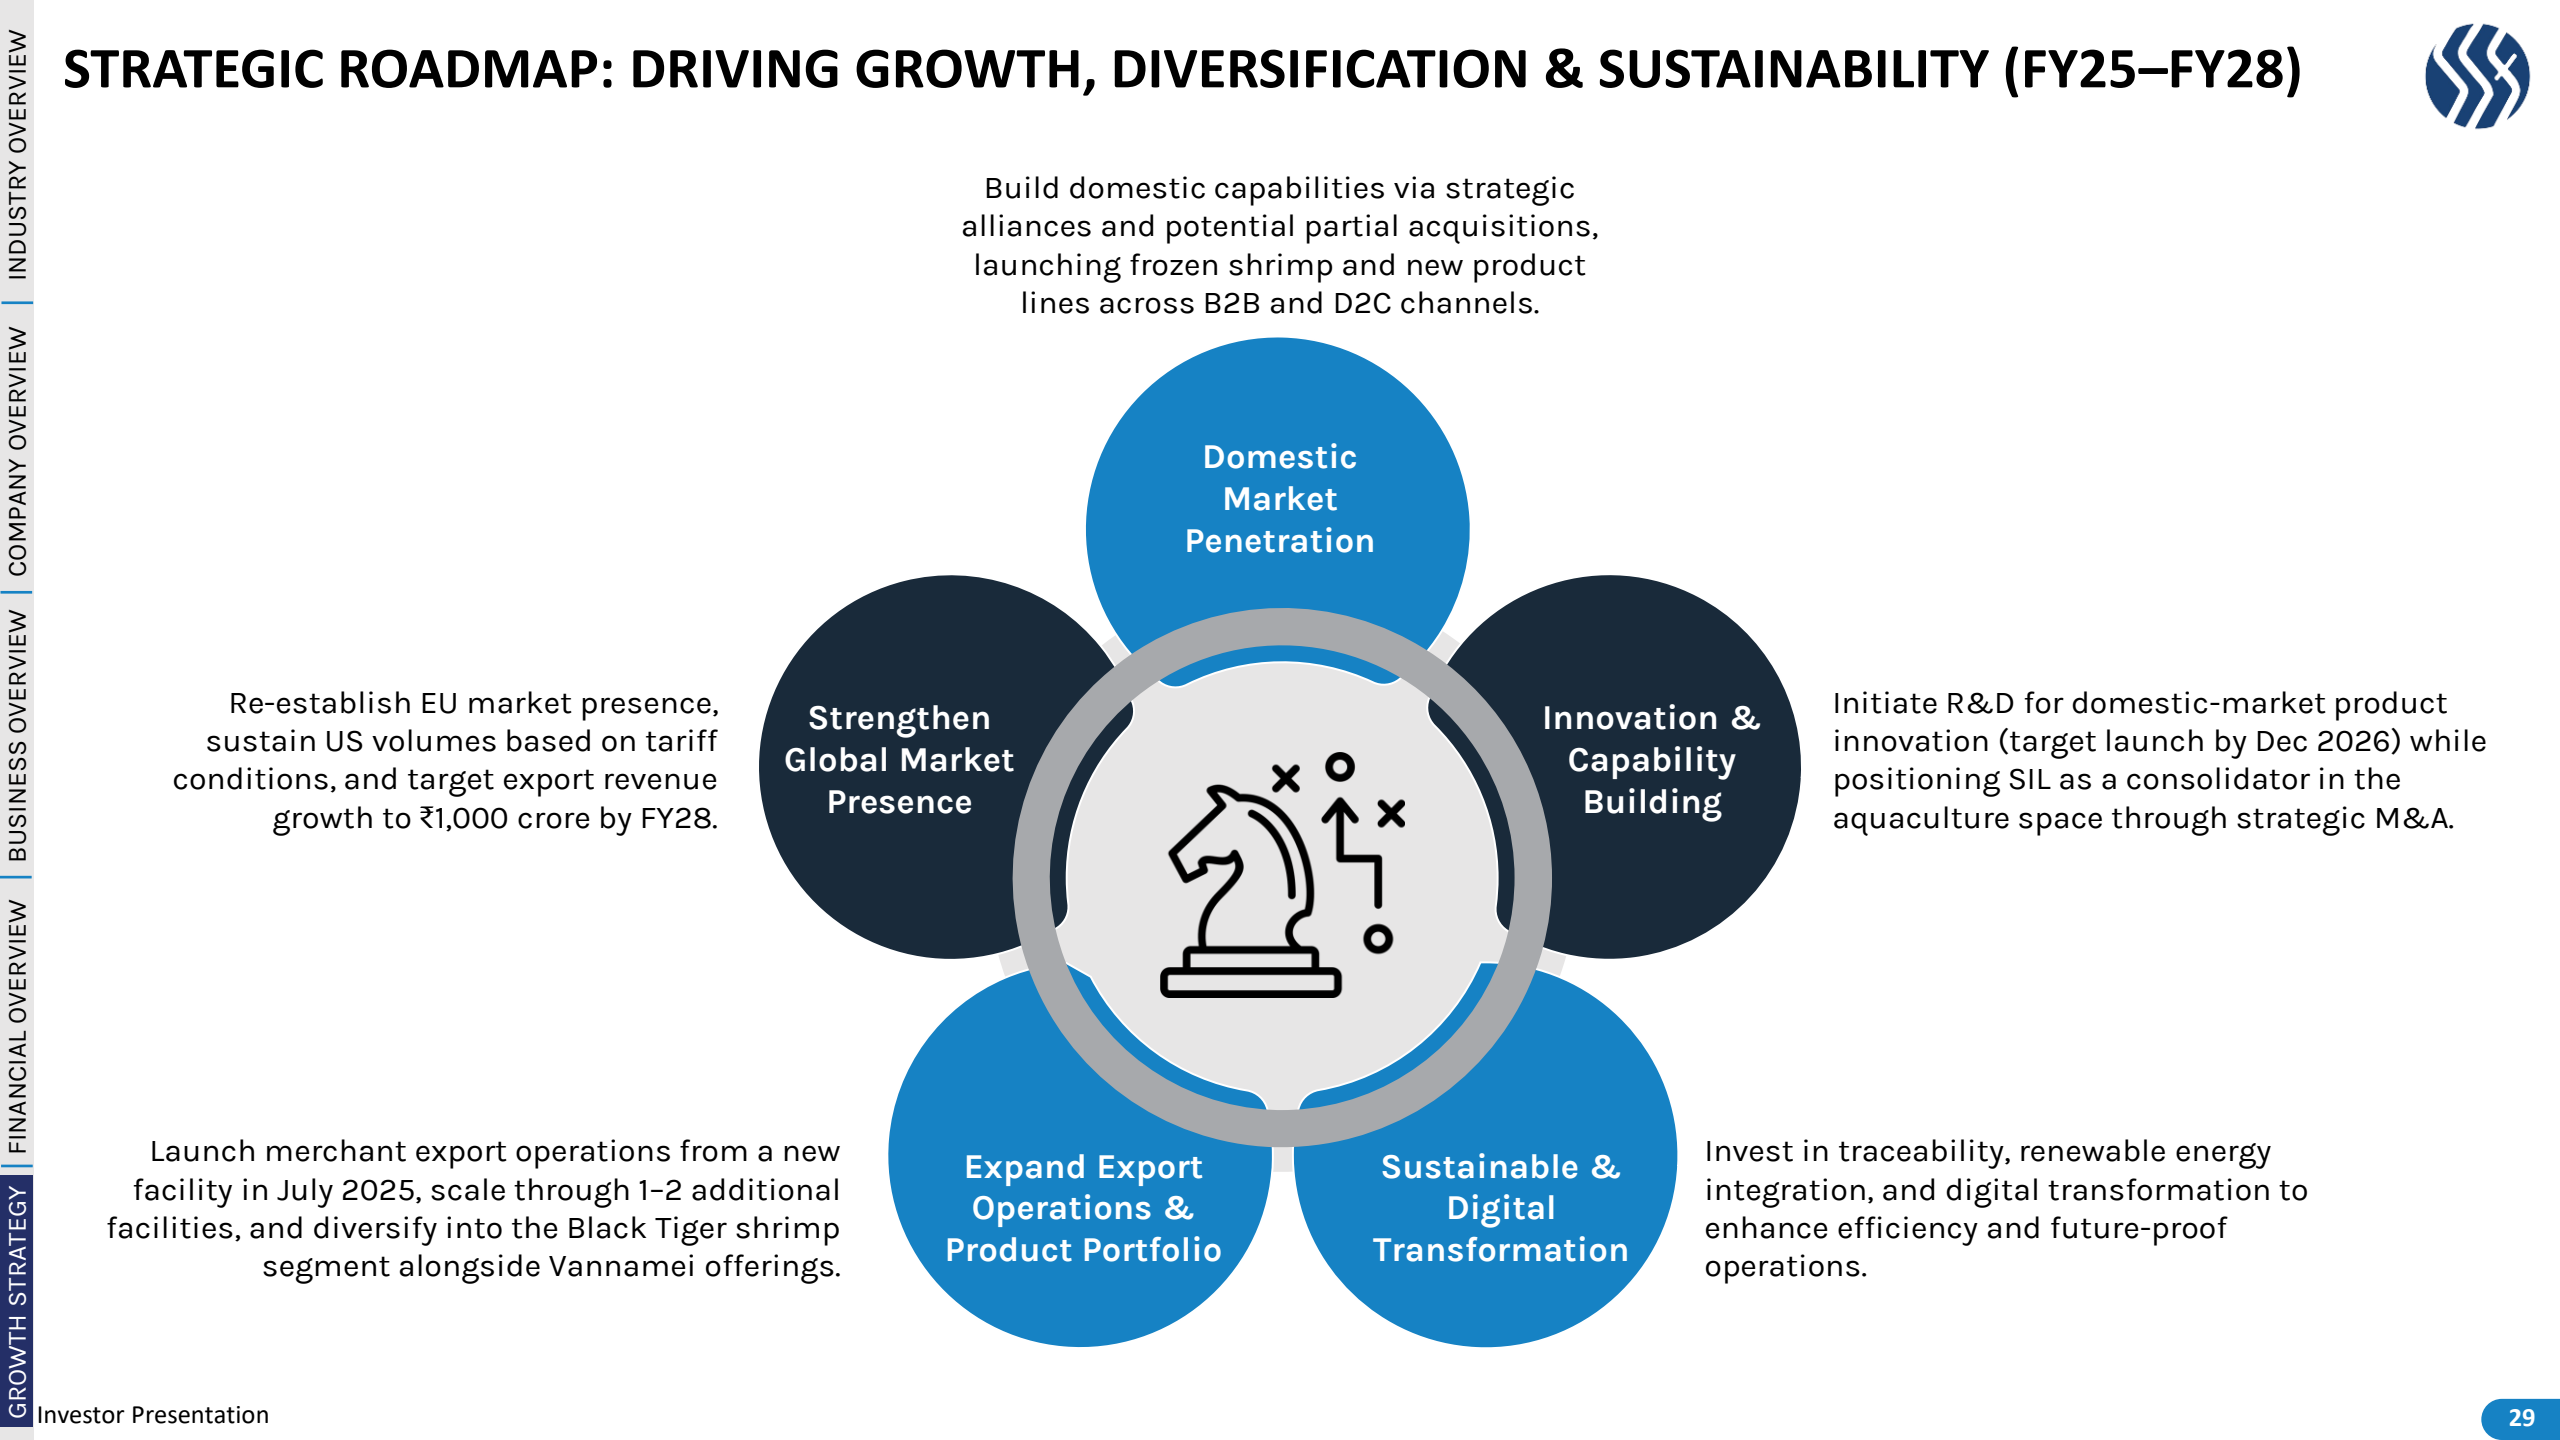 STRATEGIC ROADMAP: DRIVING GROWTH, DIVERSIFICATION & SUSTAINABILITY (FY25–FY28)
INDUSTRY OVERVIEW
COMPANY OVERVIEW
BUSINESS OVERVIEW
FINANCIAL OVERVIEW
GROWTH STRATEGY
Build domestic capabilities via strategic
alliances and potential partial acquisitions,
launching frozen shrimp and new product
lines across B2B and D2C channels.
Domestic
Market
Penetration
Re-establish EU market presence,
sustain US volumes based on tariff
conditions, and target export revenue
growth to ₹1,000 crore by FY28.
Strengthen
Global Market
Presence
Innovation &
Capability
Building
Initiate R&D for domestic-market product
innovation (target launch by Dec 2026) while
positioning SIL as a consolidator in the
aquaculture space through strategic M&A.
Launch merchant export operations from a new
facility in July 2025, scale through 1–2 additional
facilities, and diversify into the Black Tiger shrimp
segment alongside Vannamei offerings.
Expand Export
Operations &
Product Portfolio
Sustainable &
Digital
Transformation
Invest in traceability, renewable energy
integration, and digital transformation to
enhance efficiency and future-proof
operations.
Investor Presentation
29